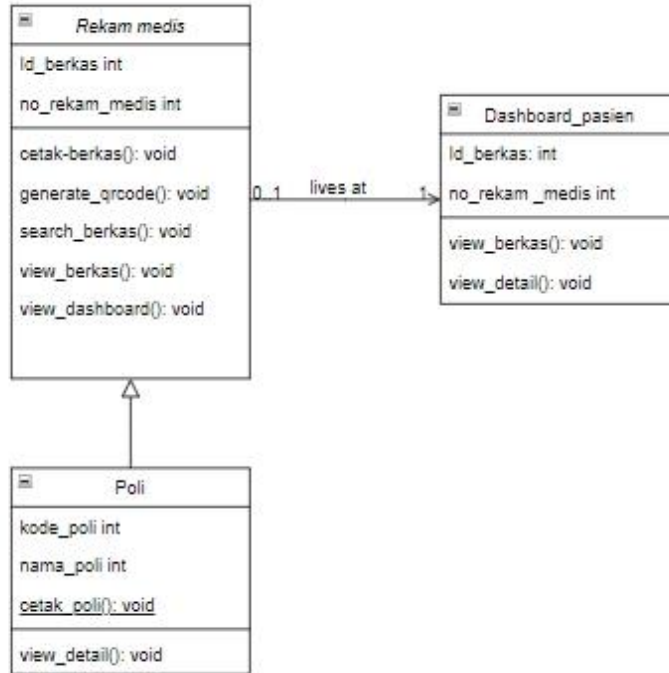 Rekam medis
Id_berkas int
no_rekam_medis int
cetak-berkas(): void
generate_qrcode(): void
search_berkas(): void
view_berkas(): void
view_dashboard(): void
0..1 lives at 1
Dashboard_pasien
Id_berkas: int
no_rekam _medis int
view_berkas(): void
view_detail(): void
Poli
kode_poli int
nama_poli int
cetak_poli(): void
view_detail(): void